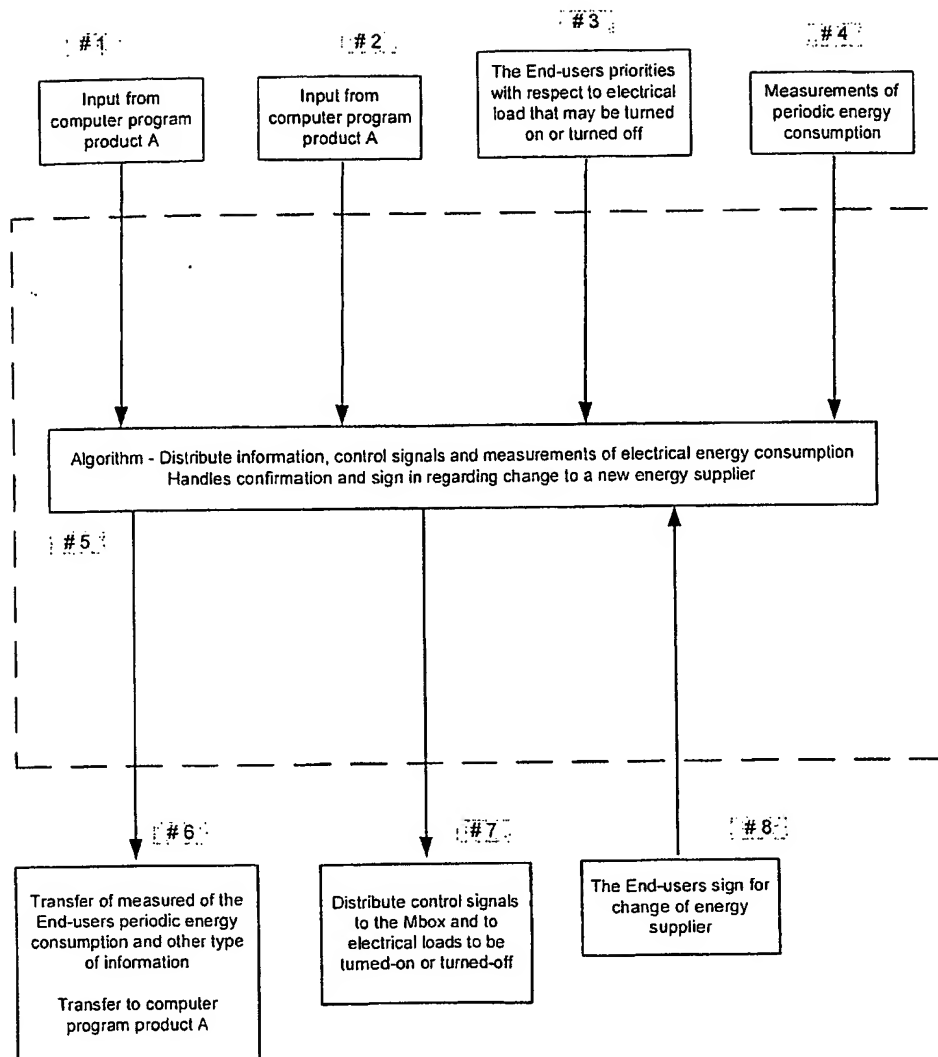 # 1
# 2
# 3
# 4
Input from
computer program
product A
Input from
computer program
product A
The End-users priorities
with respect to electrical
load that may be turned
on or turned off
Measurements of
periodic energy
consumption
Algorithm - Distribute information, control signals and measurements of electrical energy consumption
Handles confirmation and sign in regarding change to a new energy supplier
# 5
# 6
# 7
# 8
Transfer of measured of the
End-users periodic energy
consumption and other type
of information
Transfer to computer
program product A
Distribute control signals
to the Mbox and to
electrical loads to be
turned-on or turned-off
The End-users sign for
change of energy
supplier